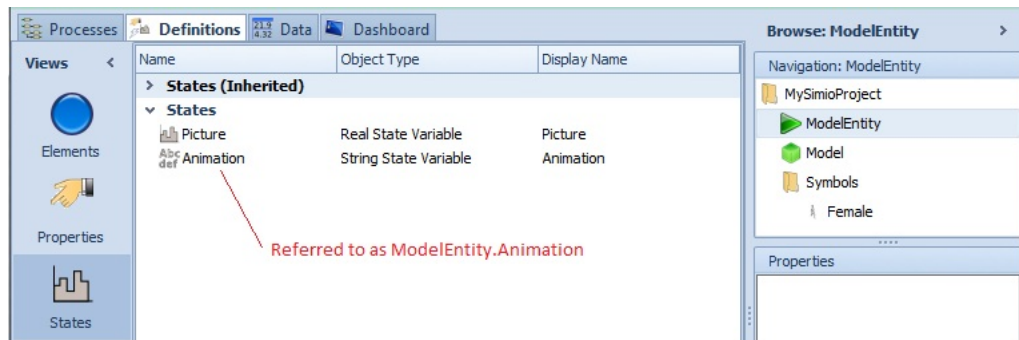 Processes Definitions 21.9 4.32 Data Dashboard
Views <
Elements
Properties
States
Name Object Type Display Name
> States (Inherited)
States
Picture Real State Variable Picture
Abc def Animation String State Variable Animation
Referred to as ModelEntity.Animation
Browse: ModelEntity >
Navigation: ModelEntity
MySimioProject
ModelEntity
Model
Symbols
Female
Properties